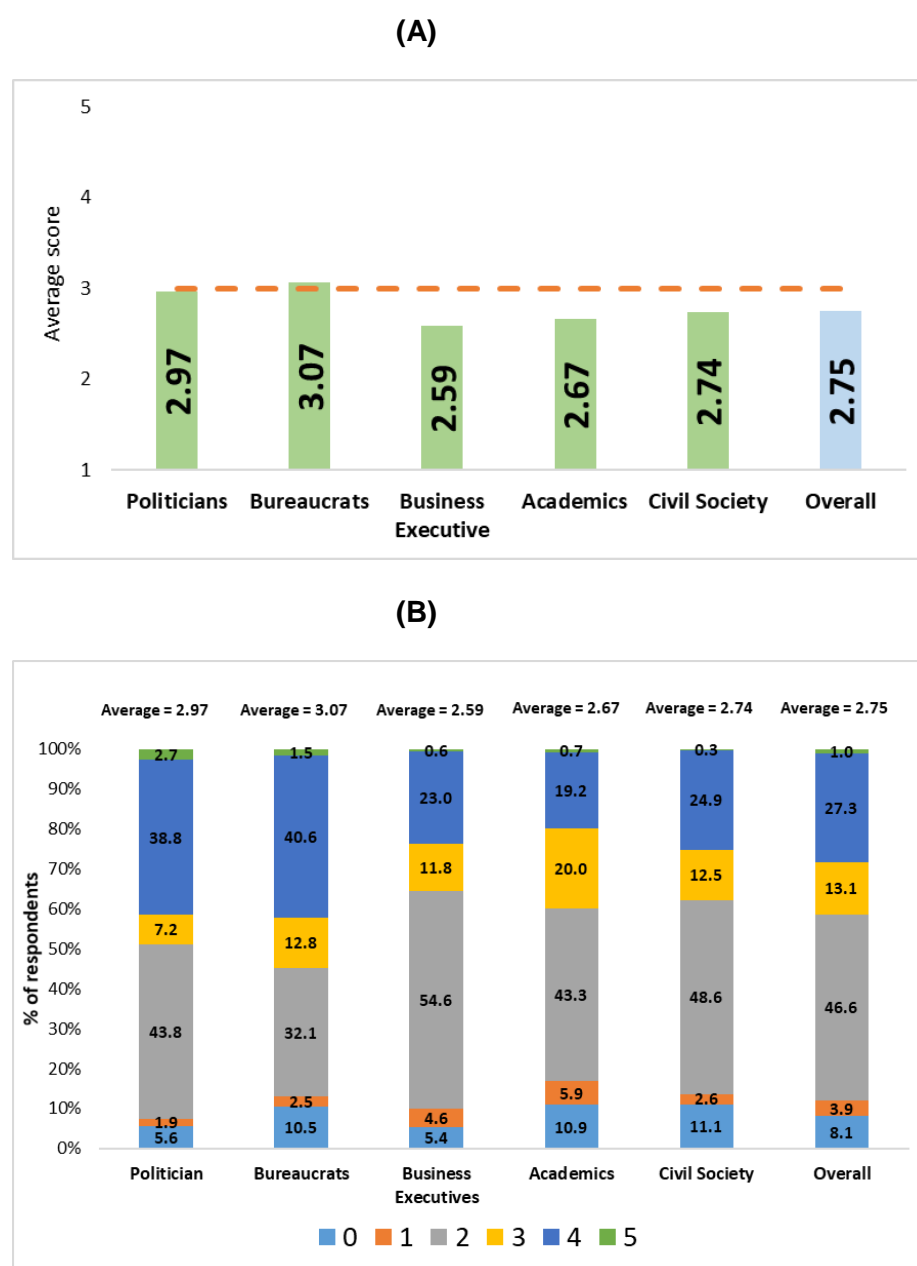 (A)
5
4
3
2
1
Average score
2.97
3.07
2.59
2.67
2.74
2.75
Politicians Bureaucrats Business Academics Civil Society Overall
Executive
(B)
Average = 2.97 Average = 3.07 Average = 2.59 Average = 2.67 Average = 2.74 Average = 2.75
100%
90%
80%
70%
60%
50%
40%
30%
20%
10%
0%
% of respondents
2.7 1.5 0.6 0.7 0.3 1.0
38.8 40.6 23.0 19.2 24.9 27.3
7.2 12.8 11.8 20.0 12.5 13.1
43.8 32.1 54.6 43.3 48.6 46.6
1.9 2.5 4.6 5.9 2.6 3.9
5.6 10.5 5.4 10.9 11.1 8.1
Politician Bureaucrats Business Academics Civil Society Overall
Executives
0 1 2 3 4 5